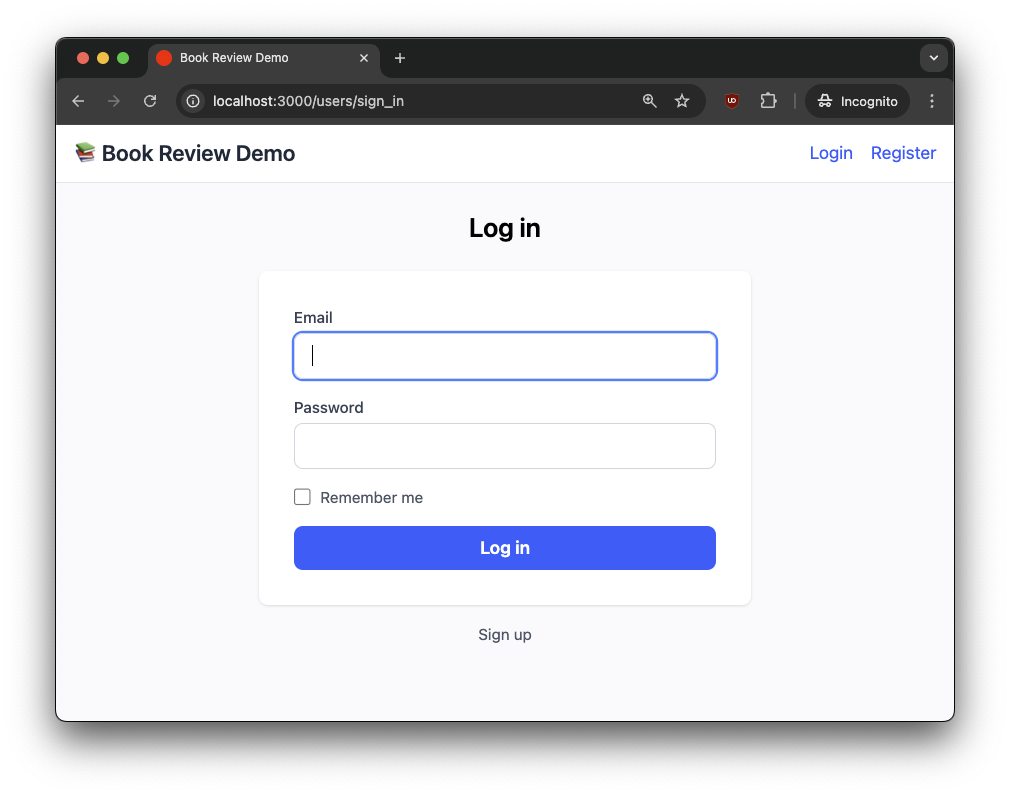 Book Review Demo
localhost:3000/users/sign_in
Incognito
Book Review Demo
Login Register
Log in
Email
Password
Remember me
Log in
Sign up